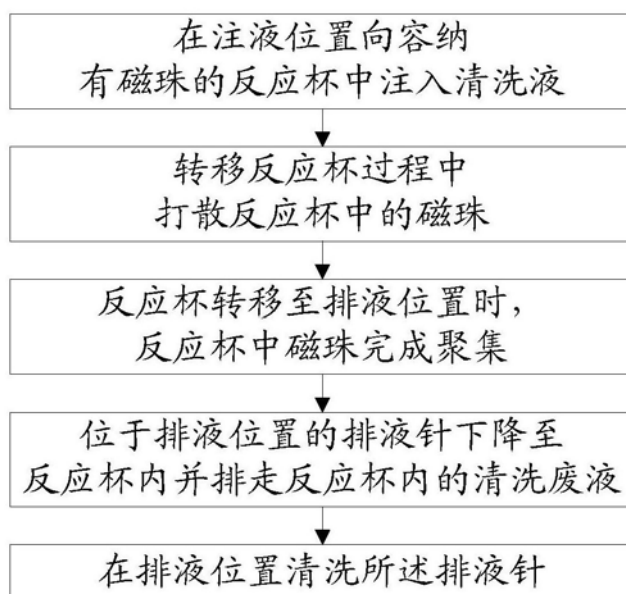 在注液位置向容纳
有磁珠的反应杯中注入清洗液
转移反应杯过程中
打散反应杯中的磁珠
反应杯转移至排液位置时，
反应杯中磁珠完成聚集
位于排液位置的排液针下降至
反应杯内并排走反应杯内的清洗废液
在排液位置清洗所述排液针